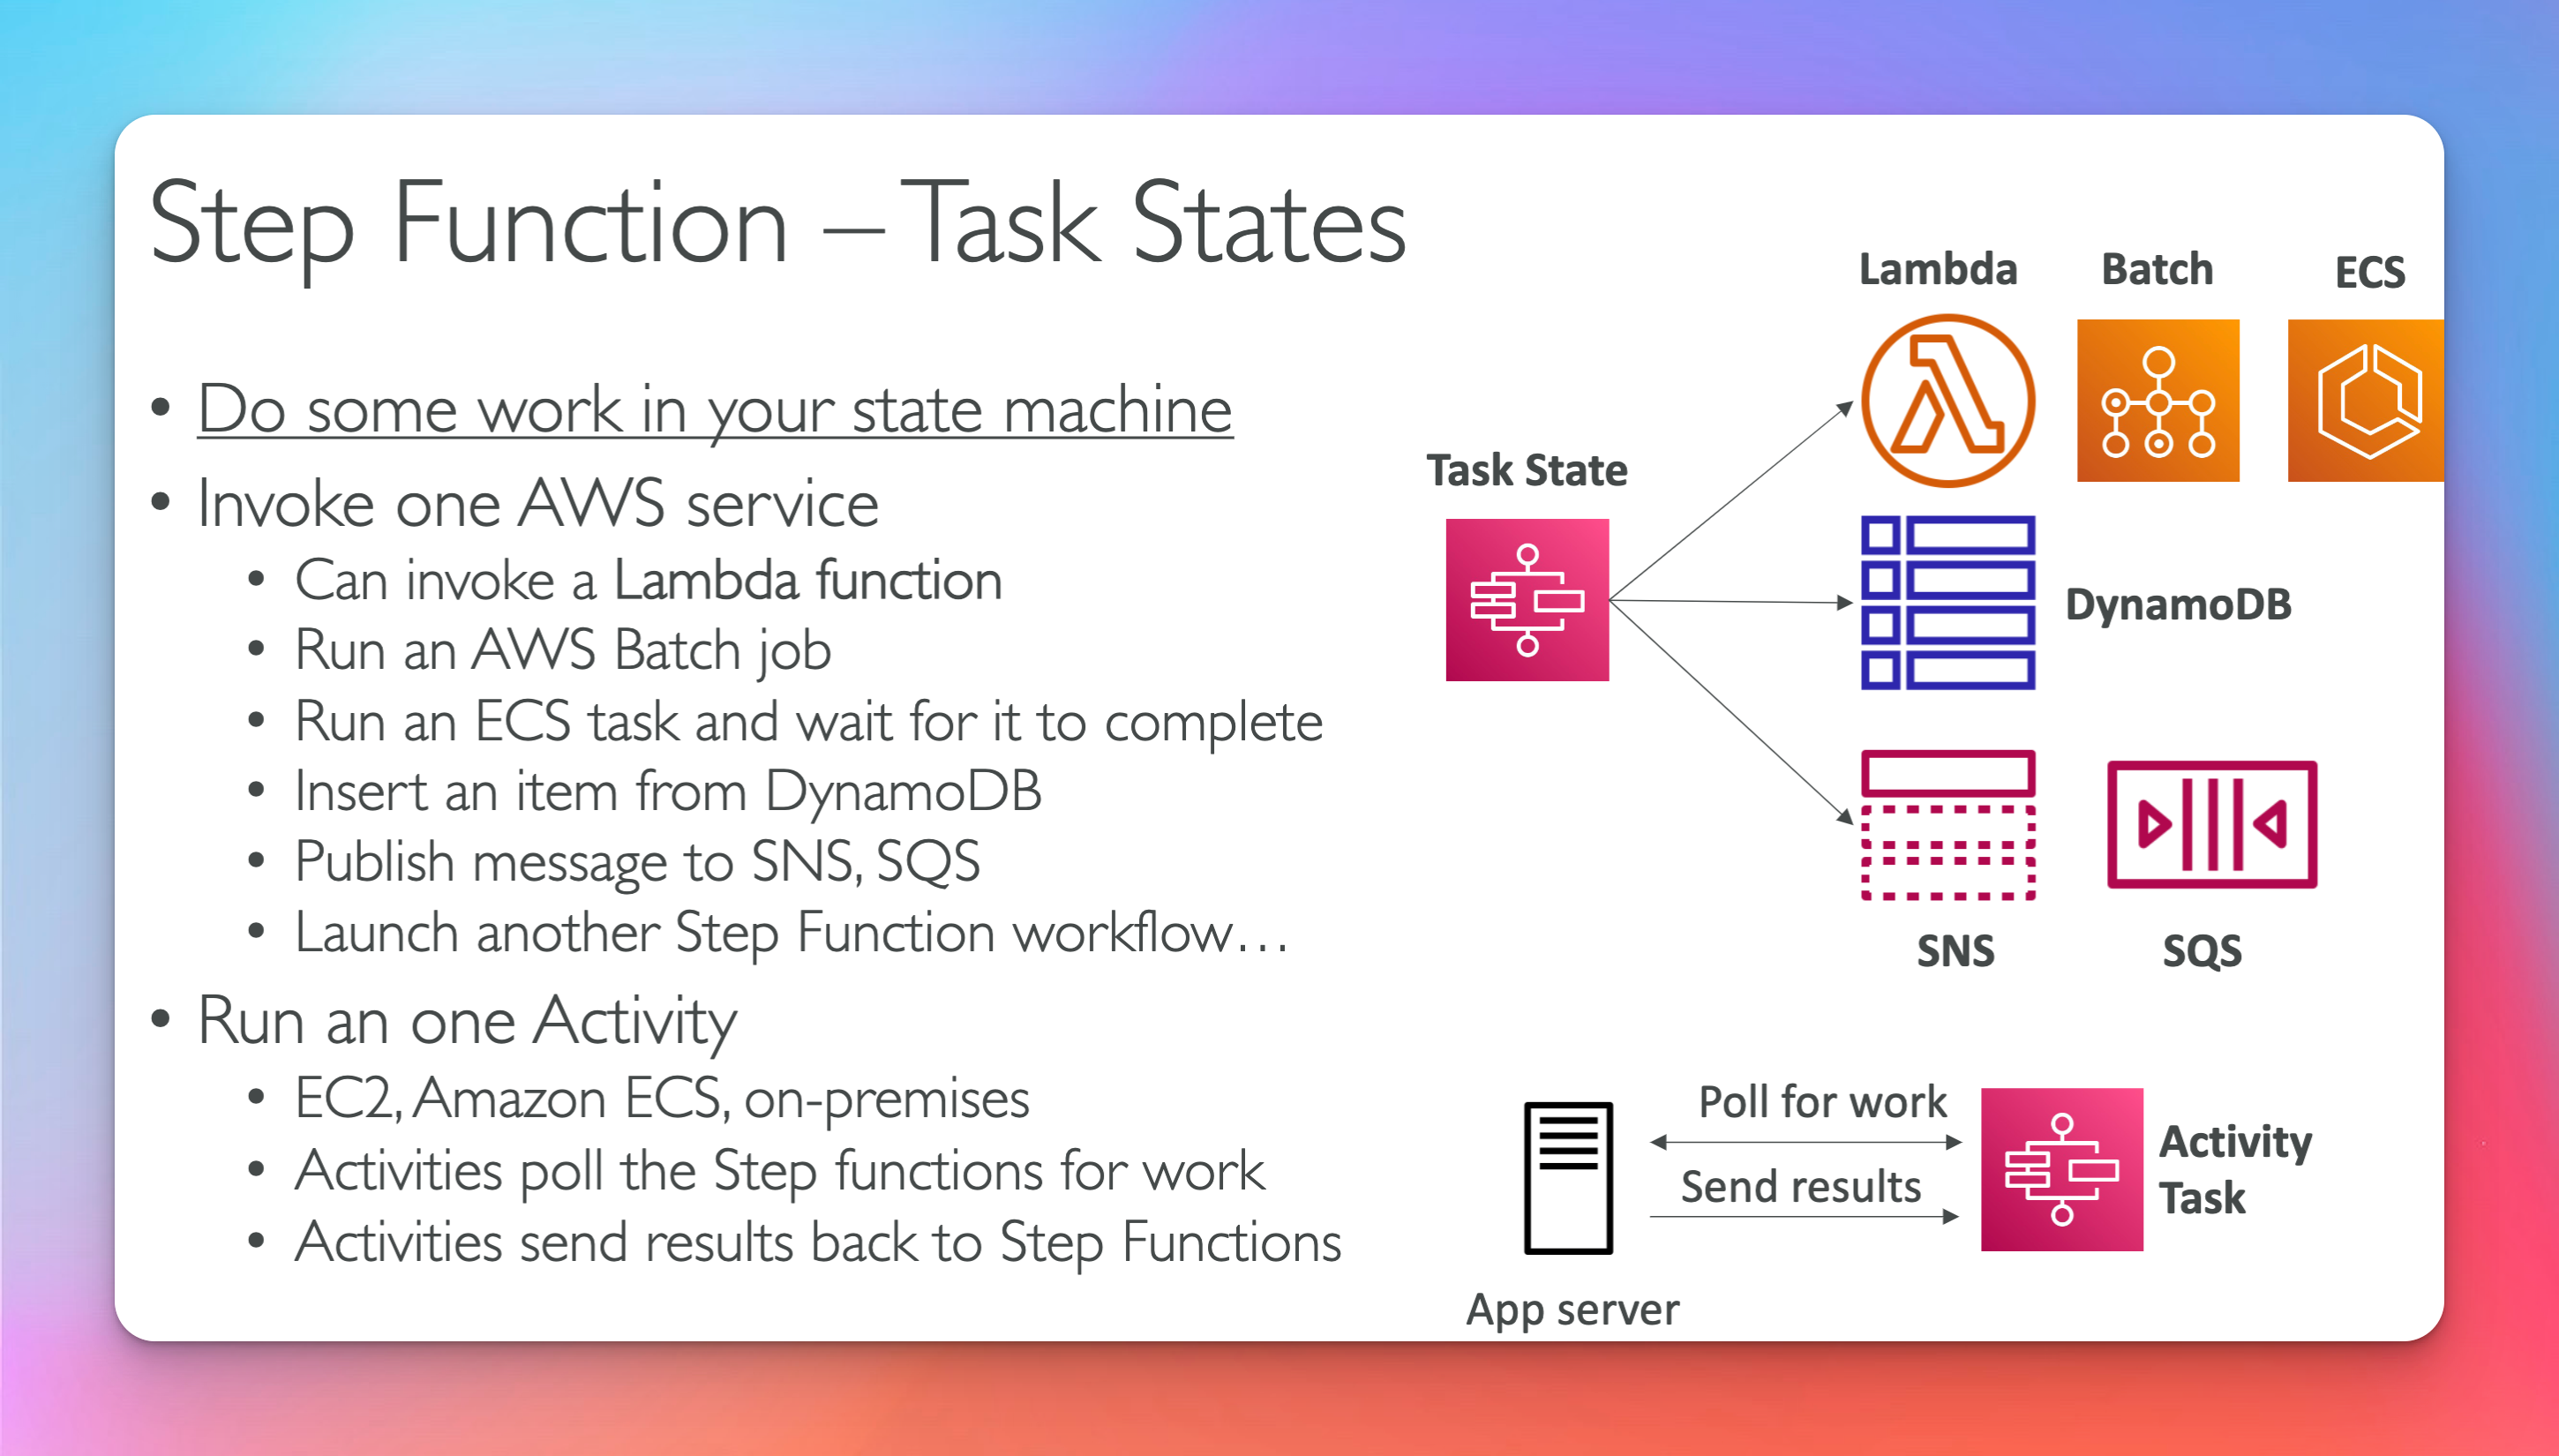 Step Function – Task States
• Do some work in your state machine
• Invoke one AWS service
• Can invoke a Lambda function
• Run an AWS Batch job
• Run an ECS task and wait for it to complete
• Insert an item from DynamoDB
• Publish message to SNS, SQS
• Launch another Step Function workflow…
• Run an one Activity
• EC2, Amazon ECS, on-premises
• Activities poll the Step functions for work
• Activities send results back to Step Functions
Lambda
Batch
ECS
Task State
DynamoDB
SNS
SQS
Poll for work
Send results
Activity
Task
App server